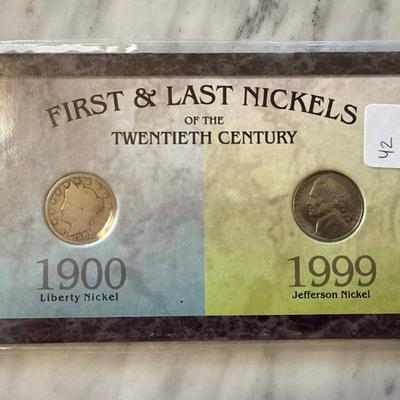 FIRST & LAST NICKELS
OF THE
TWENTIETH CENTURY
42
1900
Liberty Nickel
1999
Jefferson Nickel